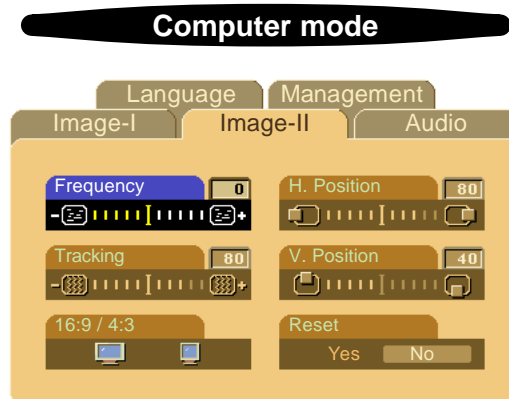 Computer mode
Language Management
Image-I Image-II Audio
Frequency 0 H. Position 80
- + 
Tracking 80 V. Position 40
- +
16:9 / 4:3 Reset
Yes No